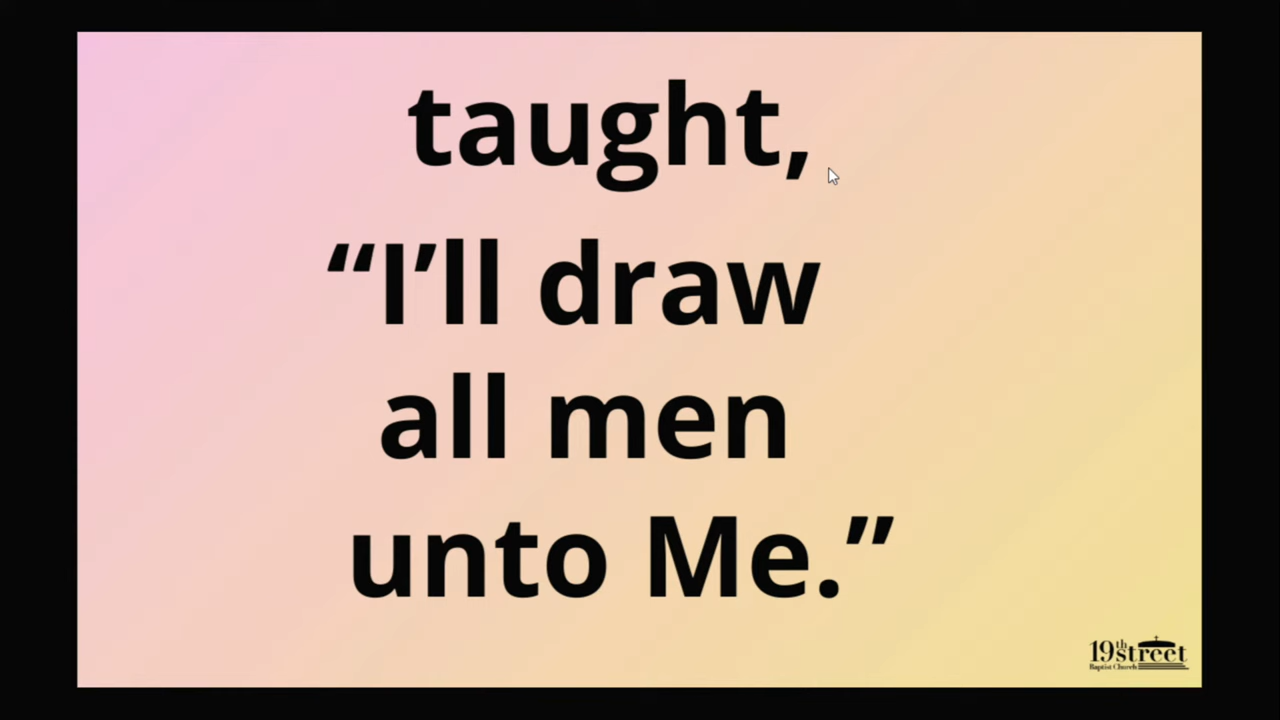 taught,
“I’ll draw
all men
unto Me.”
19th street
Baptist Church